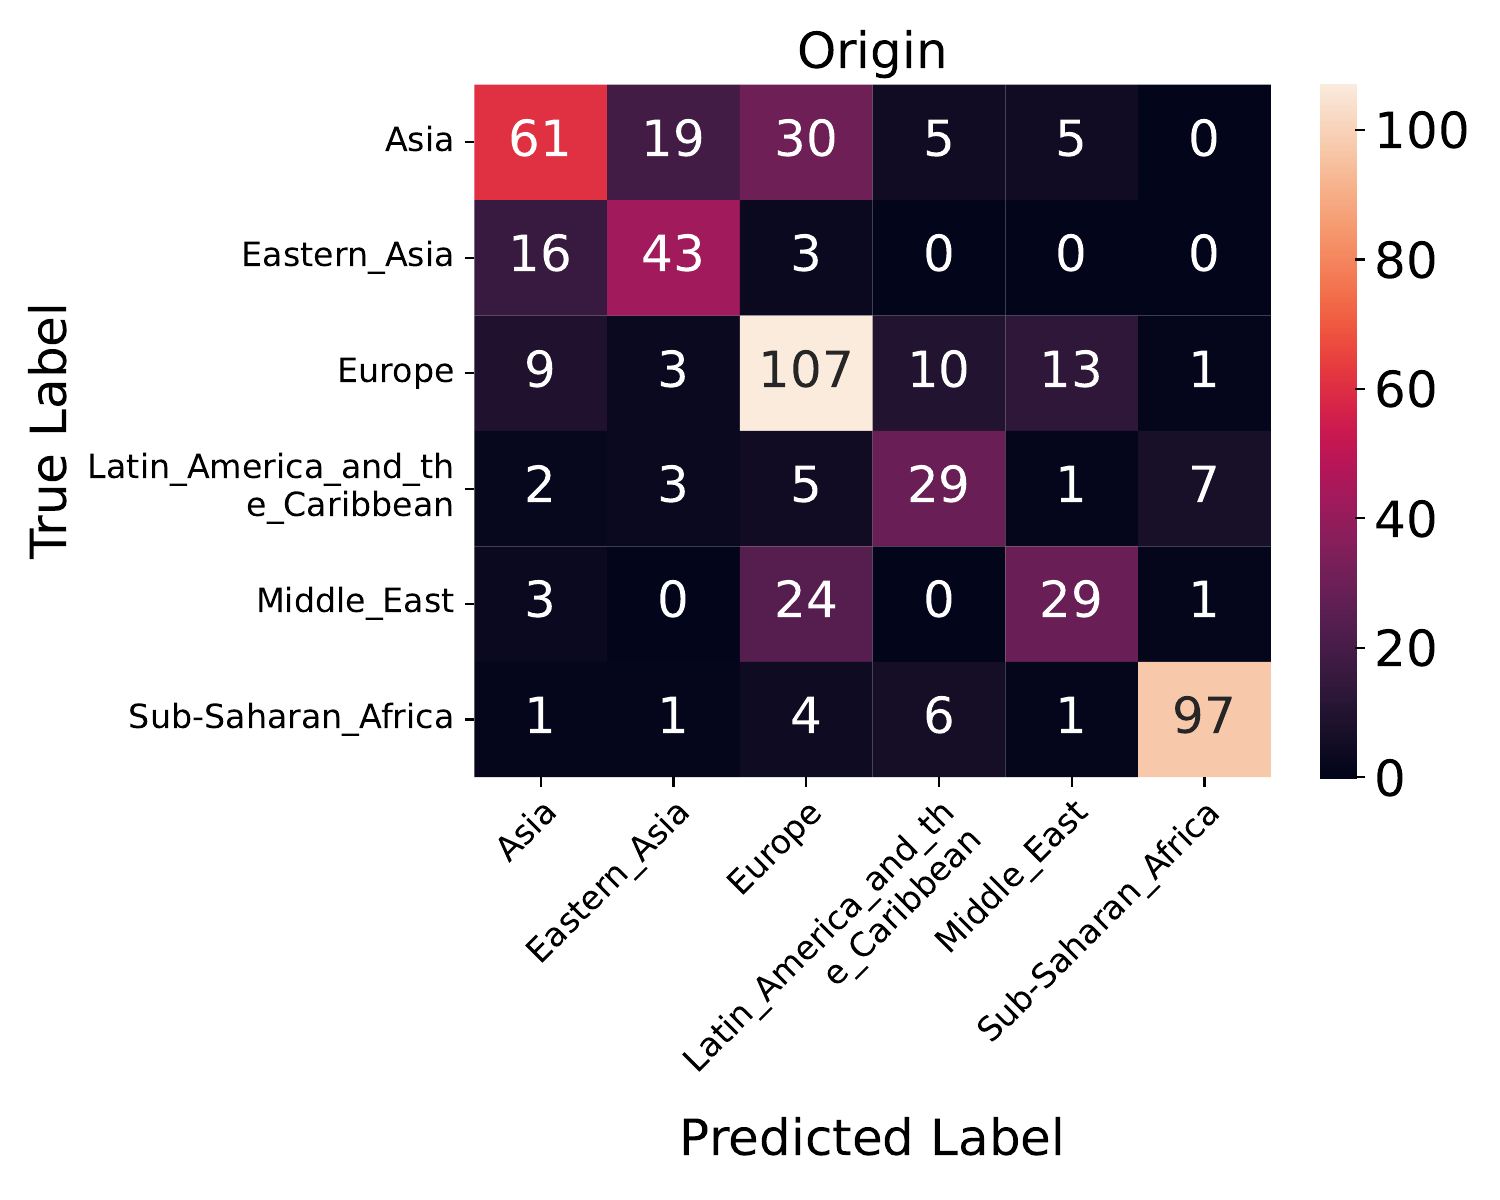 Origin
Asia 61 19 30 5 5 0
Eastern_Asia 16 43 3 0 0 0
Europe 9 3 107 10 13 1
Latin_America_and_th
e_Caribbean 2 3 5 29 1 7
Middle_East 3 0 24 0 29 1
Sub-Saharan_Africa 1 1 4 6 1 97
True Label
Asia
Eastern_Asia
Europe
Latin_America_and_th
e_Caribbean
Middle_East
Sub-Saharan_Africa
Predicted Label
100
80
60
40
20
0